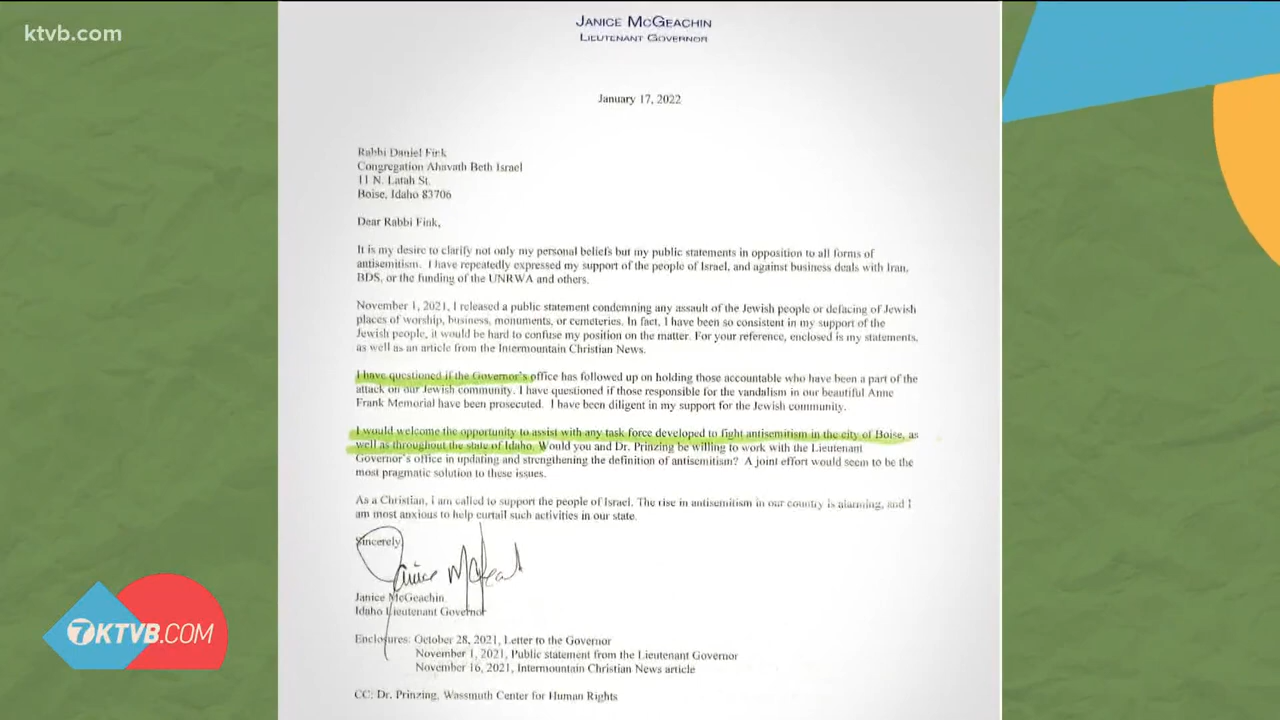 ktvb.com
JANICE MCGEACHIN
LIEUTENANT GOVERNOR
January 17, 2022
Rabbi Daniel Fink
Congregation Ahavath Beth Israel
11 N. Latah St.
Boise, Idaho 83706
Dear Rabbi Fink,
It is my desire to clarify not only my personal beliefs but my public statements in opposition to all forms of
antisemitism. I have repeatedly expressed my support of the people of Israel, and against business deals with Iran,
BDS, or the funding of the UNRWA and others.
November 1, 2021, I released a public statement condemning any assault of the Jewish people or defacing of Jewish
places of worship, business, monuments, or cemeteries. In fact, I have been so consistent in my support of the
Jewish people, it would be hard to confuse my position on the matter. For your reference, enclosed is my statements,
as well as an article from the Intermountain Christian News.
I have questioned if the Governor's office has followed up on holding those accountable who have been a part of the
attack on our Jewish community. I have questioned if those responsible for the vandalism in our beautiful Anne
Frank Memorial have been prosecuted. I have been diligent in my support for the Jewish community.
I would welcome the opportunity to assist with any task force developed to fight antisemitism in the city of Boise, as
well as throughout the state of Idaho. Would you and Dr. Prinzing be willing to work with the Lieutenant
Governor's office in updating and strengthening the definition of antisemitism? A joint effort would seem to be the
most pragmatic solution to these issues.
As a Christian, I am called to support the people of Israel. The rise in antisemitism in our country is alarming, and I
am most anxious to help curtail such activities in our state.
Sincerely,
Janice McGeachin
Janice McGeachin
Idaho Lieutenant Governor
Enclosures: October 28, 2021, Letter to the Governor
November 1, 2021, Public statement from the Lieutenant Governor
November 16, 2021, Intermountain Christian News article
CC: Dr. Prinzing, Wassmuth Center for Human Rights
7KTVB.COM